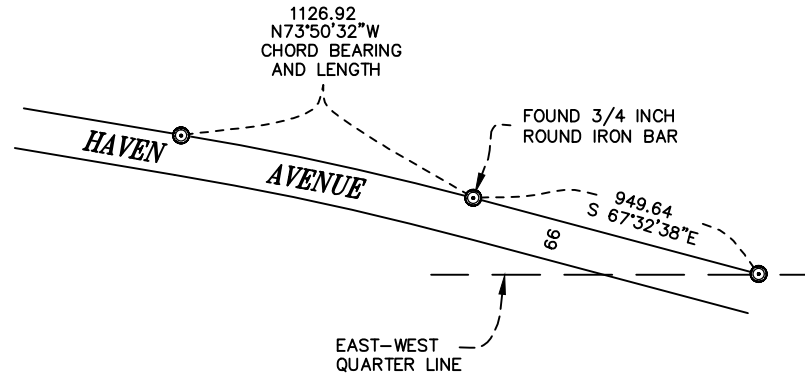 1126.92
N73°50'32"W
CHORD BEARING
AND LENGTH
FOUND 3/4 INCH
ROUND IRON BAR
HAVEN AVENUE
949.64
S 67°32'38"E
66
EAST-WEST
QUARTER LINE